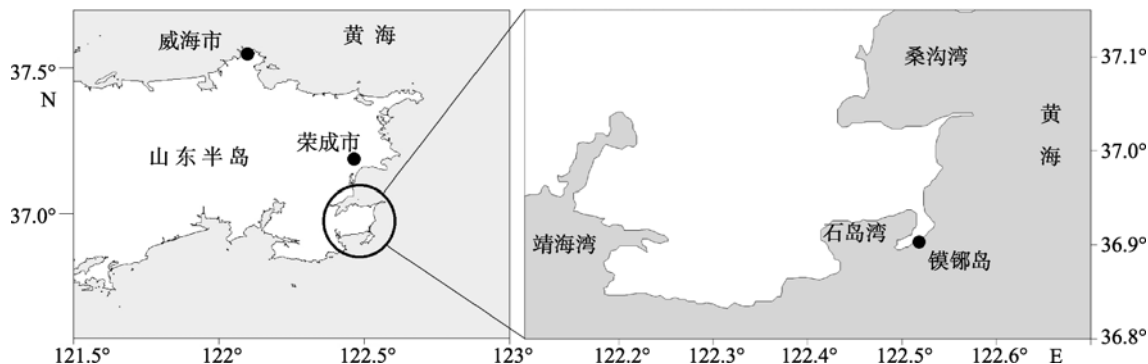 威海市
黄 海
37.5°
N
荣成市
山 东 半 岛
37.0°
121.5°
122°
122.5°
123°
桑沟湾
37.1°
黄
海
37.0°
石岛湾
靖海湾
镆铘岛
36.9°
36.8°
122.2°
122.3°
122.4°
122.5°
122.6°
E